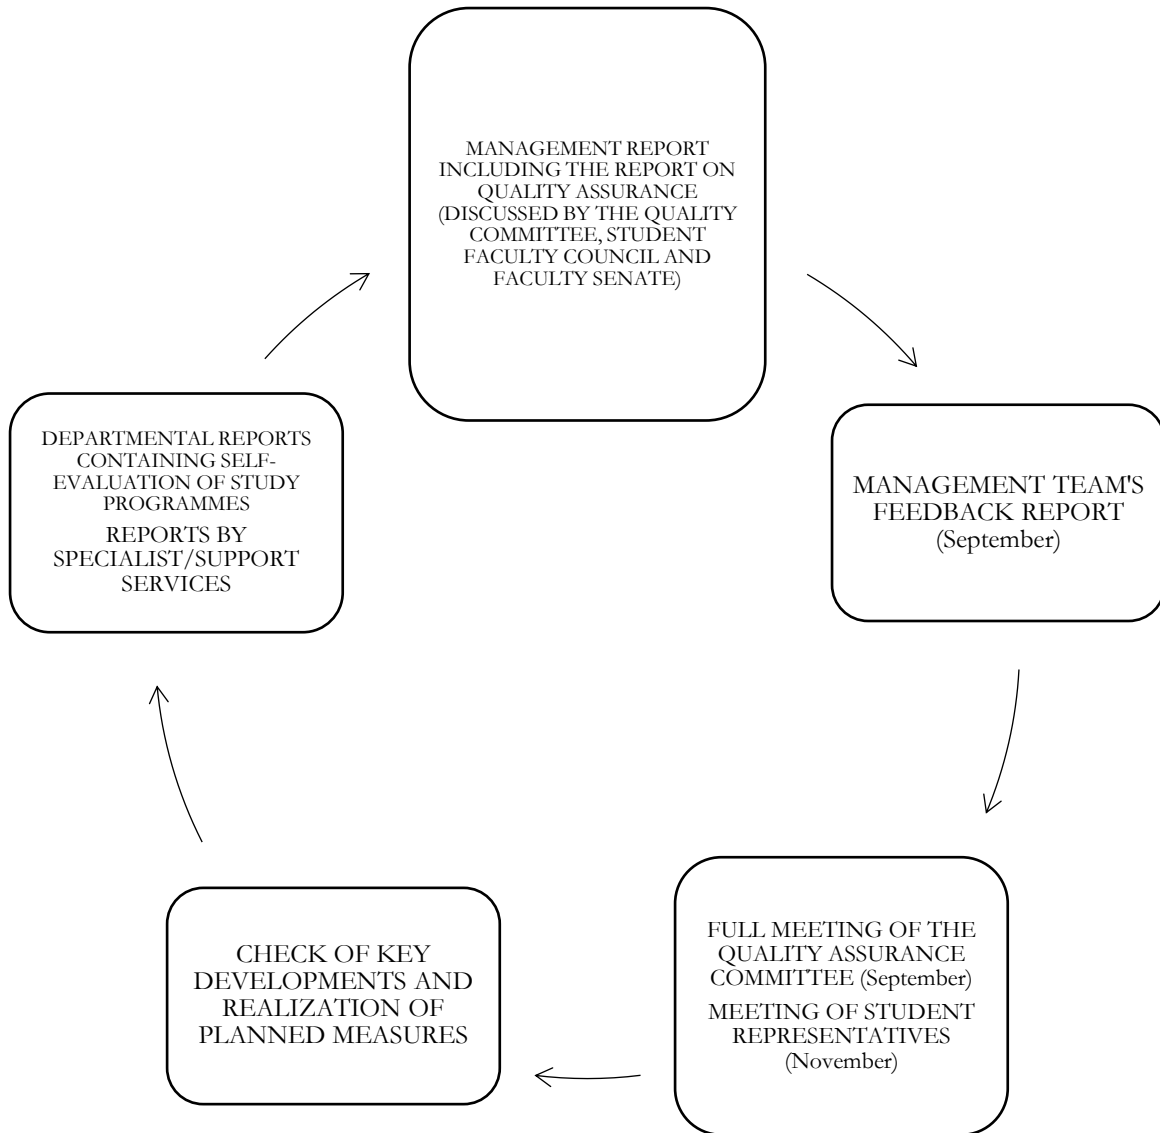 MANAGEMENT REPORT
INCLUDING THE REPORT ON
QUALITY ASSURANCE
(DISCUSSED BY THE QUALITY
COMMITTEE, STUDENT
FACULTY COUNCIL AND
FACULTY SENATE)
MANAGEMENT TEAM'S
FEEDBACK REPORT
(September)
FULL MEETING OF THE
QUALITY ASSURANCE
COMMITTEE (September)
MEETING OF STUDENT
REPRESENTATIVES
(November)
CHECK OF KEY
DEVELOPMENTS AND
REALIZATION OF
PLANNED MEASURES
DEPARTMENTAL REPORTS
CONTAINING SELF-
EVALUATION OF STUDY
PROGRAMMES
REPORTS BY
SPECIALIST/SUPPORT
SERVICES